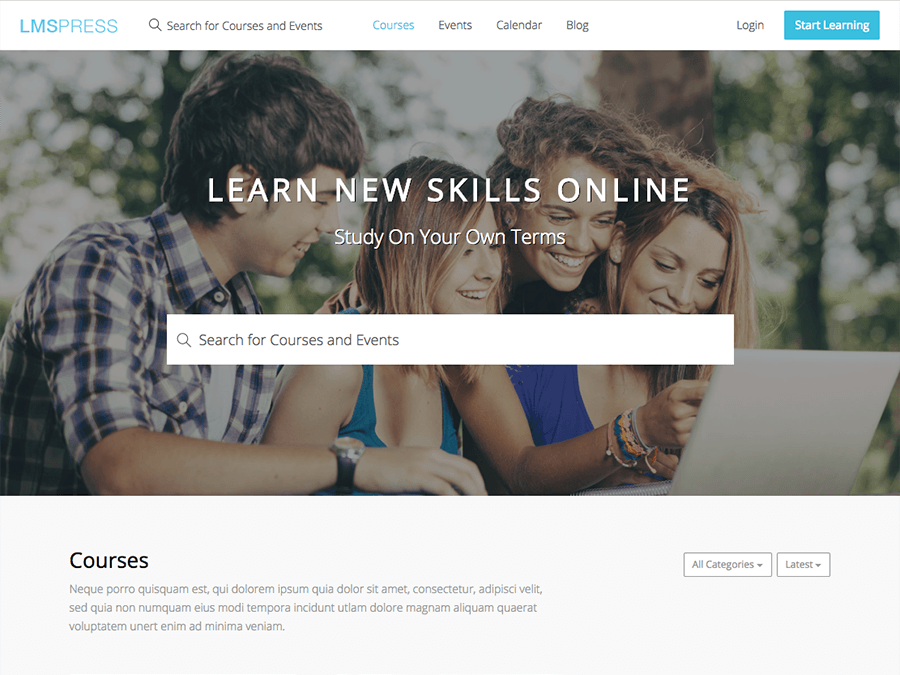 LMSPRESS
Search for Courses and Events
Courses
Events
Calendar
Blog
Login
Start Learning
LEARN NEW SKILLS ONLINE
Study On Your Own Terms
Search for Courses and Events
Courses
All Categories
Latest
Neque porro quisquam est, qui dolorem ipsum quia dolor sit amet, consectetur, adipisci velit,
sed quia non numquam eius modi tempora incidunt utlam dolore magnam aliquam quaerat
voluptatem unert enim ad minima veniam.